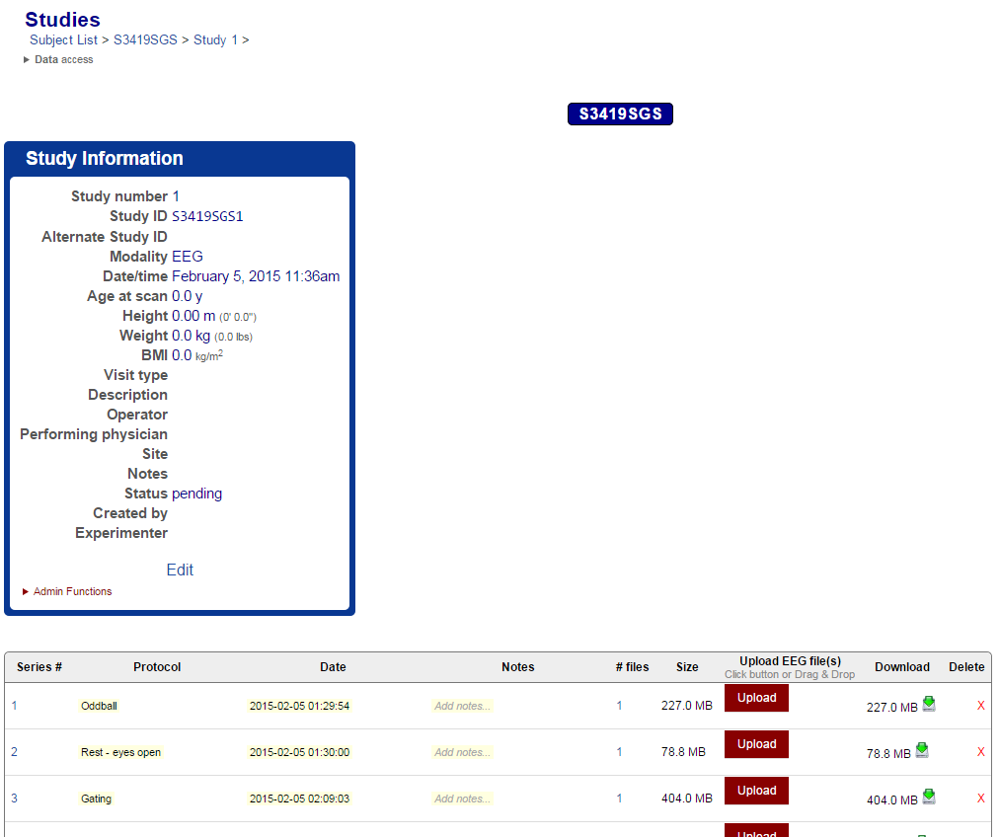 Studies
Subject List > S3419SGS > Study 1 >
Data access
S3419SGS
Study Information
Study number 1
Study ID S3419SGS1
Alternate Study ID
Modality EEG
Date/time February 5, 2015 11:36am
Age at scan 0.0 y
Height 0.00 m (0' 0.0")
Weight 0.0 kg (0.0 lbs)
BMI 0.0 kg/m²
Visit type
Description
Operator
Performing physician
Site
Notes
Status pending
Created by
Experimenter
Edit
Admin Functions
Series # Protocol Date Notes # files Size Upload EEG file(s) Download Delete
Click button or Drag & Drop
1 Oddball 2015-02-05 01:29:54 Add notes... 1 227.0 MB Upload 227.0 MB X
2 Rest - eyes open 2015-02-05 01:30:00 Add notes... 1 78.8 MB Upload 78.8 MB X
3 Gating 2015-02-05 02:09:03 Add notes... 1 404.0 MB Upload 404.0 MB X
Upload